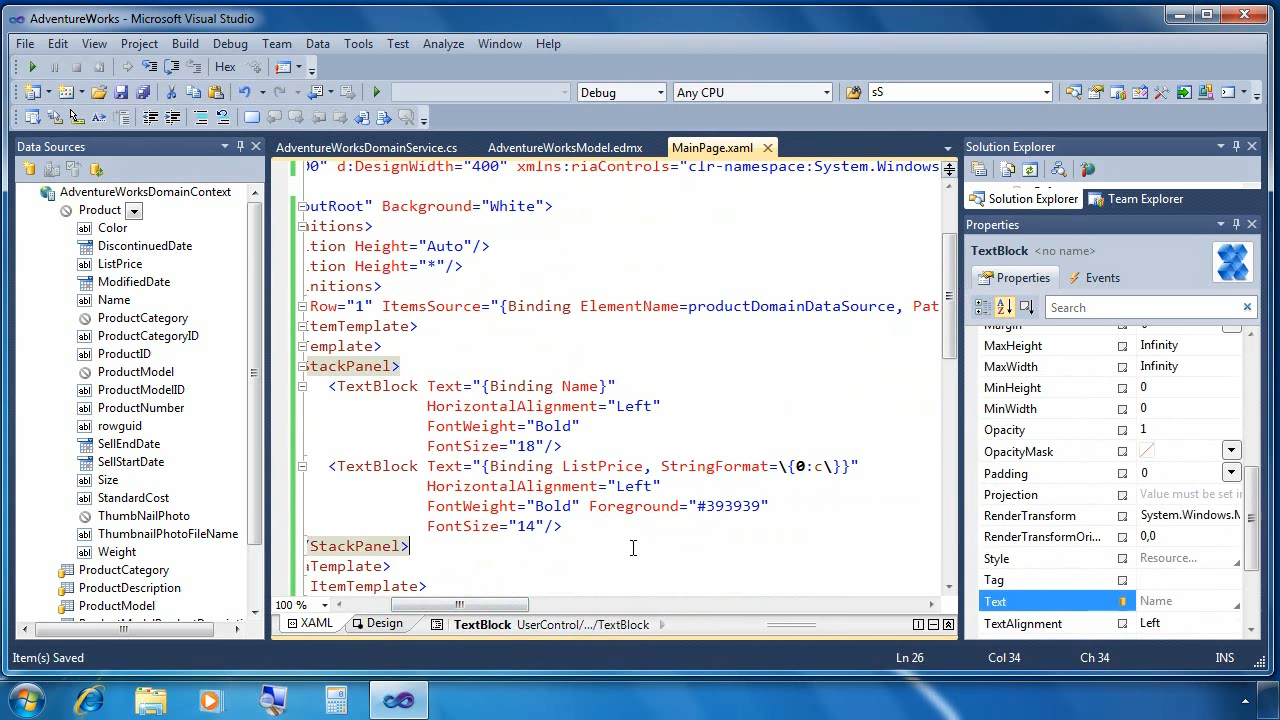 AdventureWorks - Microsoft Visual Studio
File Edit View Project Build Debug Team Data Tools Test Analyze Window Help
Hex
Debug Any CPU sS
Data Sources
AdventureWorksDomainService.cs AdventureWorksModel.edmx MainPage.xaml
Solution Explorer
AdventureWorksDomainContext
Product
Color
DiscontinuedDate
ListPrice
ModifiedDate
Name
ProductCategory
ProductCategoryID
ProductID
ProductModel
ProductModelID
ProductNumber
rowguid
SellEndDate
SellStartDate
Size
StandardCost
ThumbNailPhoto
ThumbnailPhotoFileName
Weight
ProductCategory
ProductDescription
ProductModel
00" d:DesignWidth="400" xmlns:riaControls="clr-namespace:System.Windows
outRoot" Background="White">
itions>
tion Height="Auto"/>
tion Height="*"/>
nitions>
Row="1" ItemsSource="{Binding ElementName=productDomainDataSource, Pat
ItemTemplate>
emplate>
StackPanel>
<TextBlock Text="{Binding Name}"
HorizontalAlignment="Left"
FontWeight="Bold"
FontSize="18"/>
<TextBlock Text="{Binding ListPrice, StringFormat=\{0:c\}}"
HorizontalAlignment="Left"
FontWeight="Bold" Foreground="#393939"
FontSize="14"/>
/StackPanel>
Template>
ItemTemplate>
100 %
XAML Design TextBlock UserControl/.../TextBlock
Solution Explorer Team Explorer
Properties
TextBlock <no name>
Properties Events
Search
MaxHeight Infinity
MaxWidth Infinity
MinHeight 0
MinWidth 0
Opacity 1
OpacityMask
Padding 0
Projection Value must be set in
RenderTransform System.Windows.M
RenderTransformOri... 0,0
Style Resource...
Tag
Text Name
TextAlignment Left
Item(s) Saved Ln 26 Col 34 Ch 34 INS